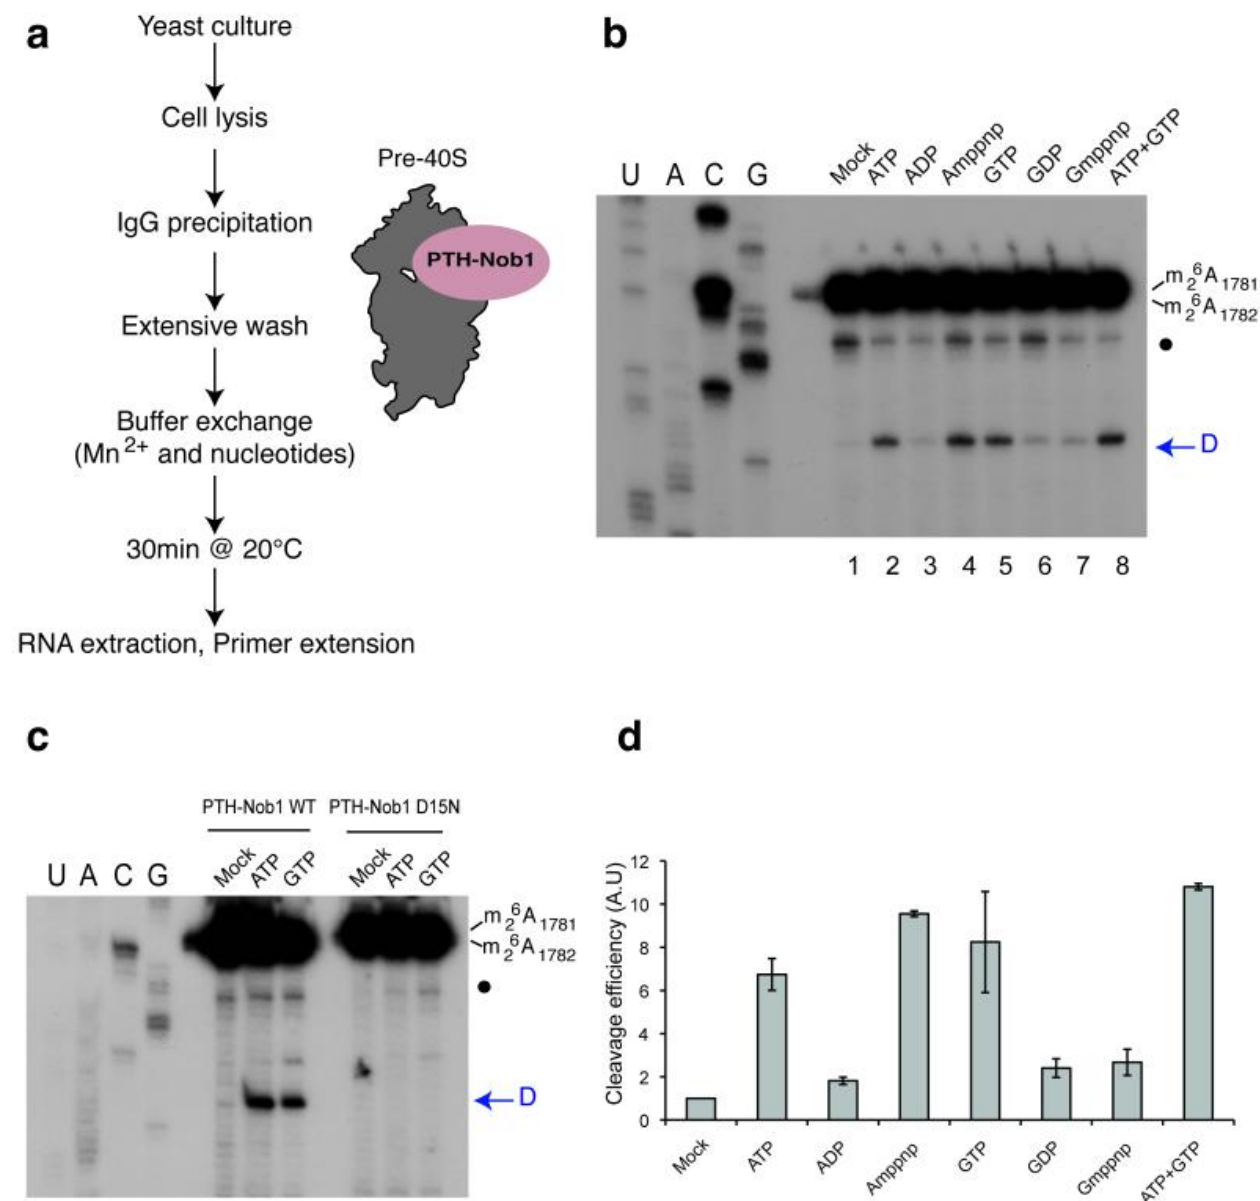 a
Yeast culture
Cell lysis
IgG precipitation
Extensive wash
Buffer exchange
(Mn2+ and nucleotides)
30min @ 20°C
RNA extraction, Primer extension
Pre-40S
PTH-Nob1
b
U A C G Mock ATP ADP Amppnp GTP GDP Gmppnp ATP+GTP
m26A1781
m26A1782
D
1 2 3 4 5 6 7 8
c
PTH-Nob1 WT PTH-Nob1 D15N
U A C G Mock ATP GTP Mock ATP GTP
m26A1781
m26A1782
D
d
Cleavage efficiency (A.U)
12
10
8
6
4
2
0
Mock ATP ADP Amppnp GTP GDP Gmppnp ATP+GTP